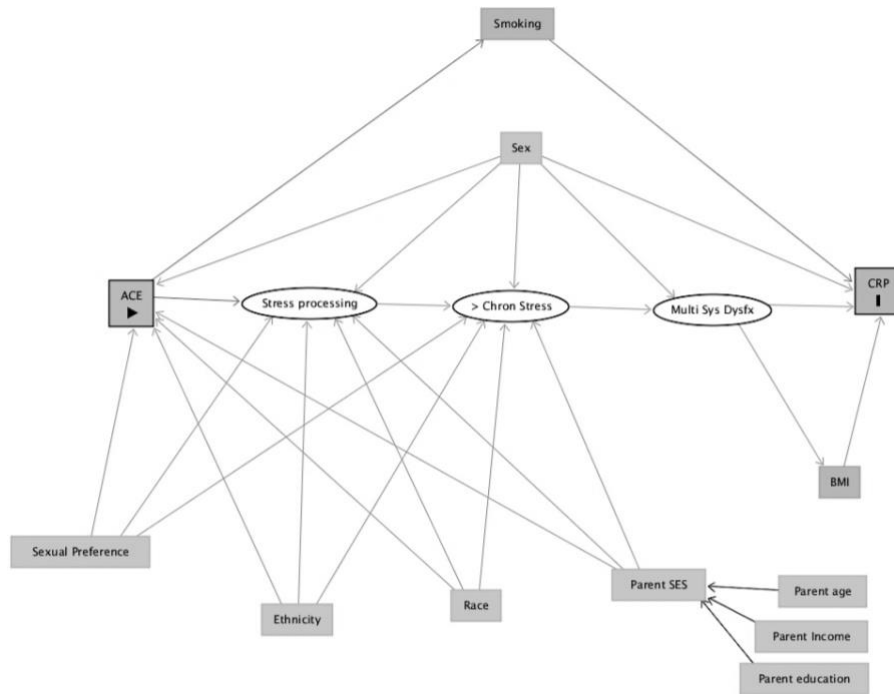 Smoking
Sex
ACE
CRP
Stress processing
> Chron Stress
Multi Sys Dysfx
BMI
Sexual Preference
Ethnicity
Race
Parent SES
Parent age
Parent Income
Parent education